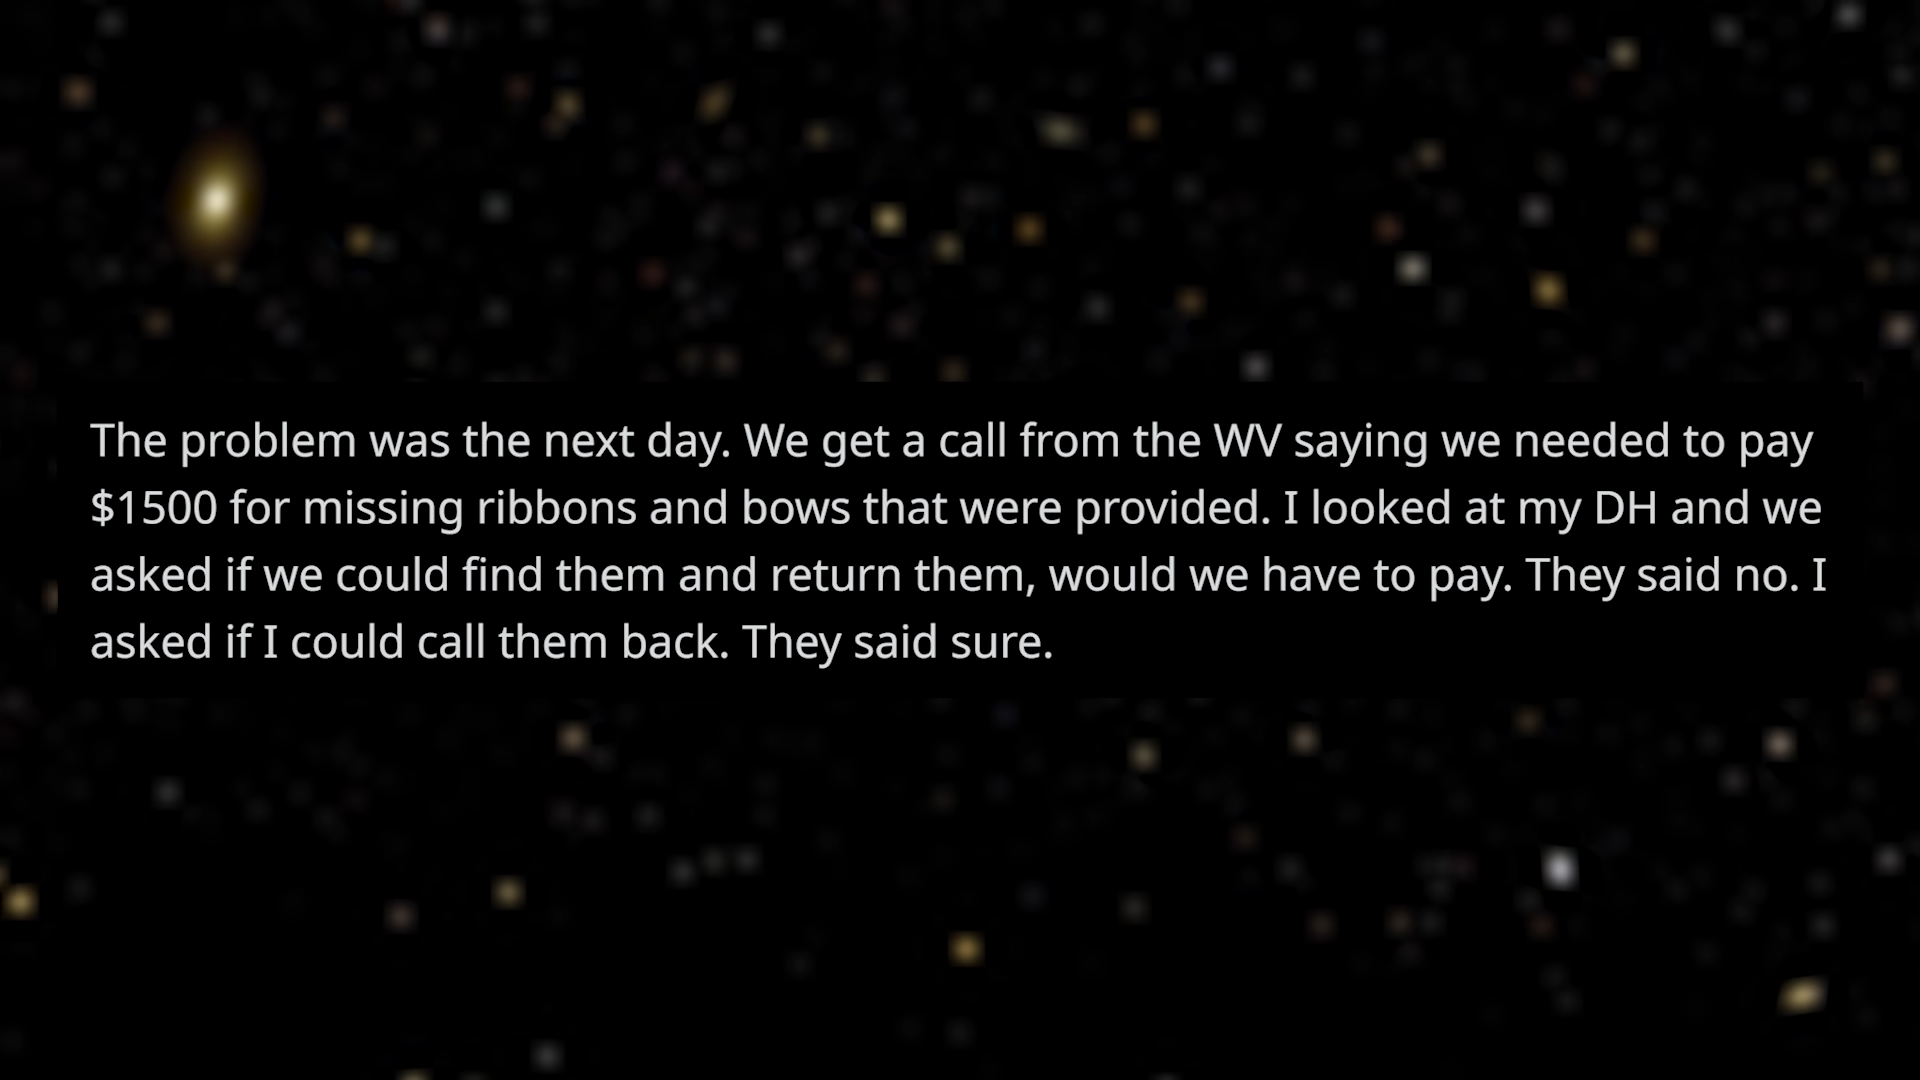 The problem was the next day. We get a call from the WV saying we needed to pay
$1500 for missing ribbons and bows that were provided. I looked at my DH and we
asked if we could find them and return them, would we have to pay. They said no. I
asked if I could call them back. They said sure.